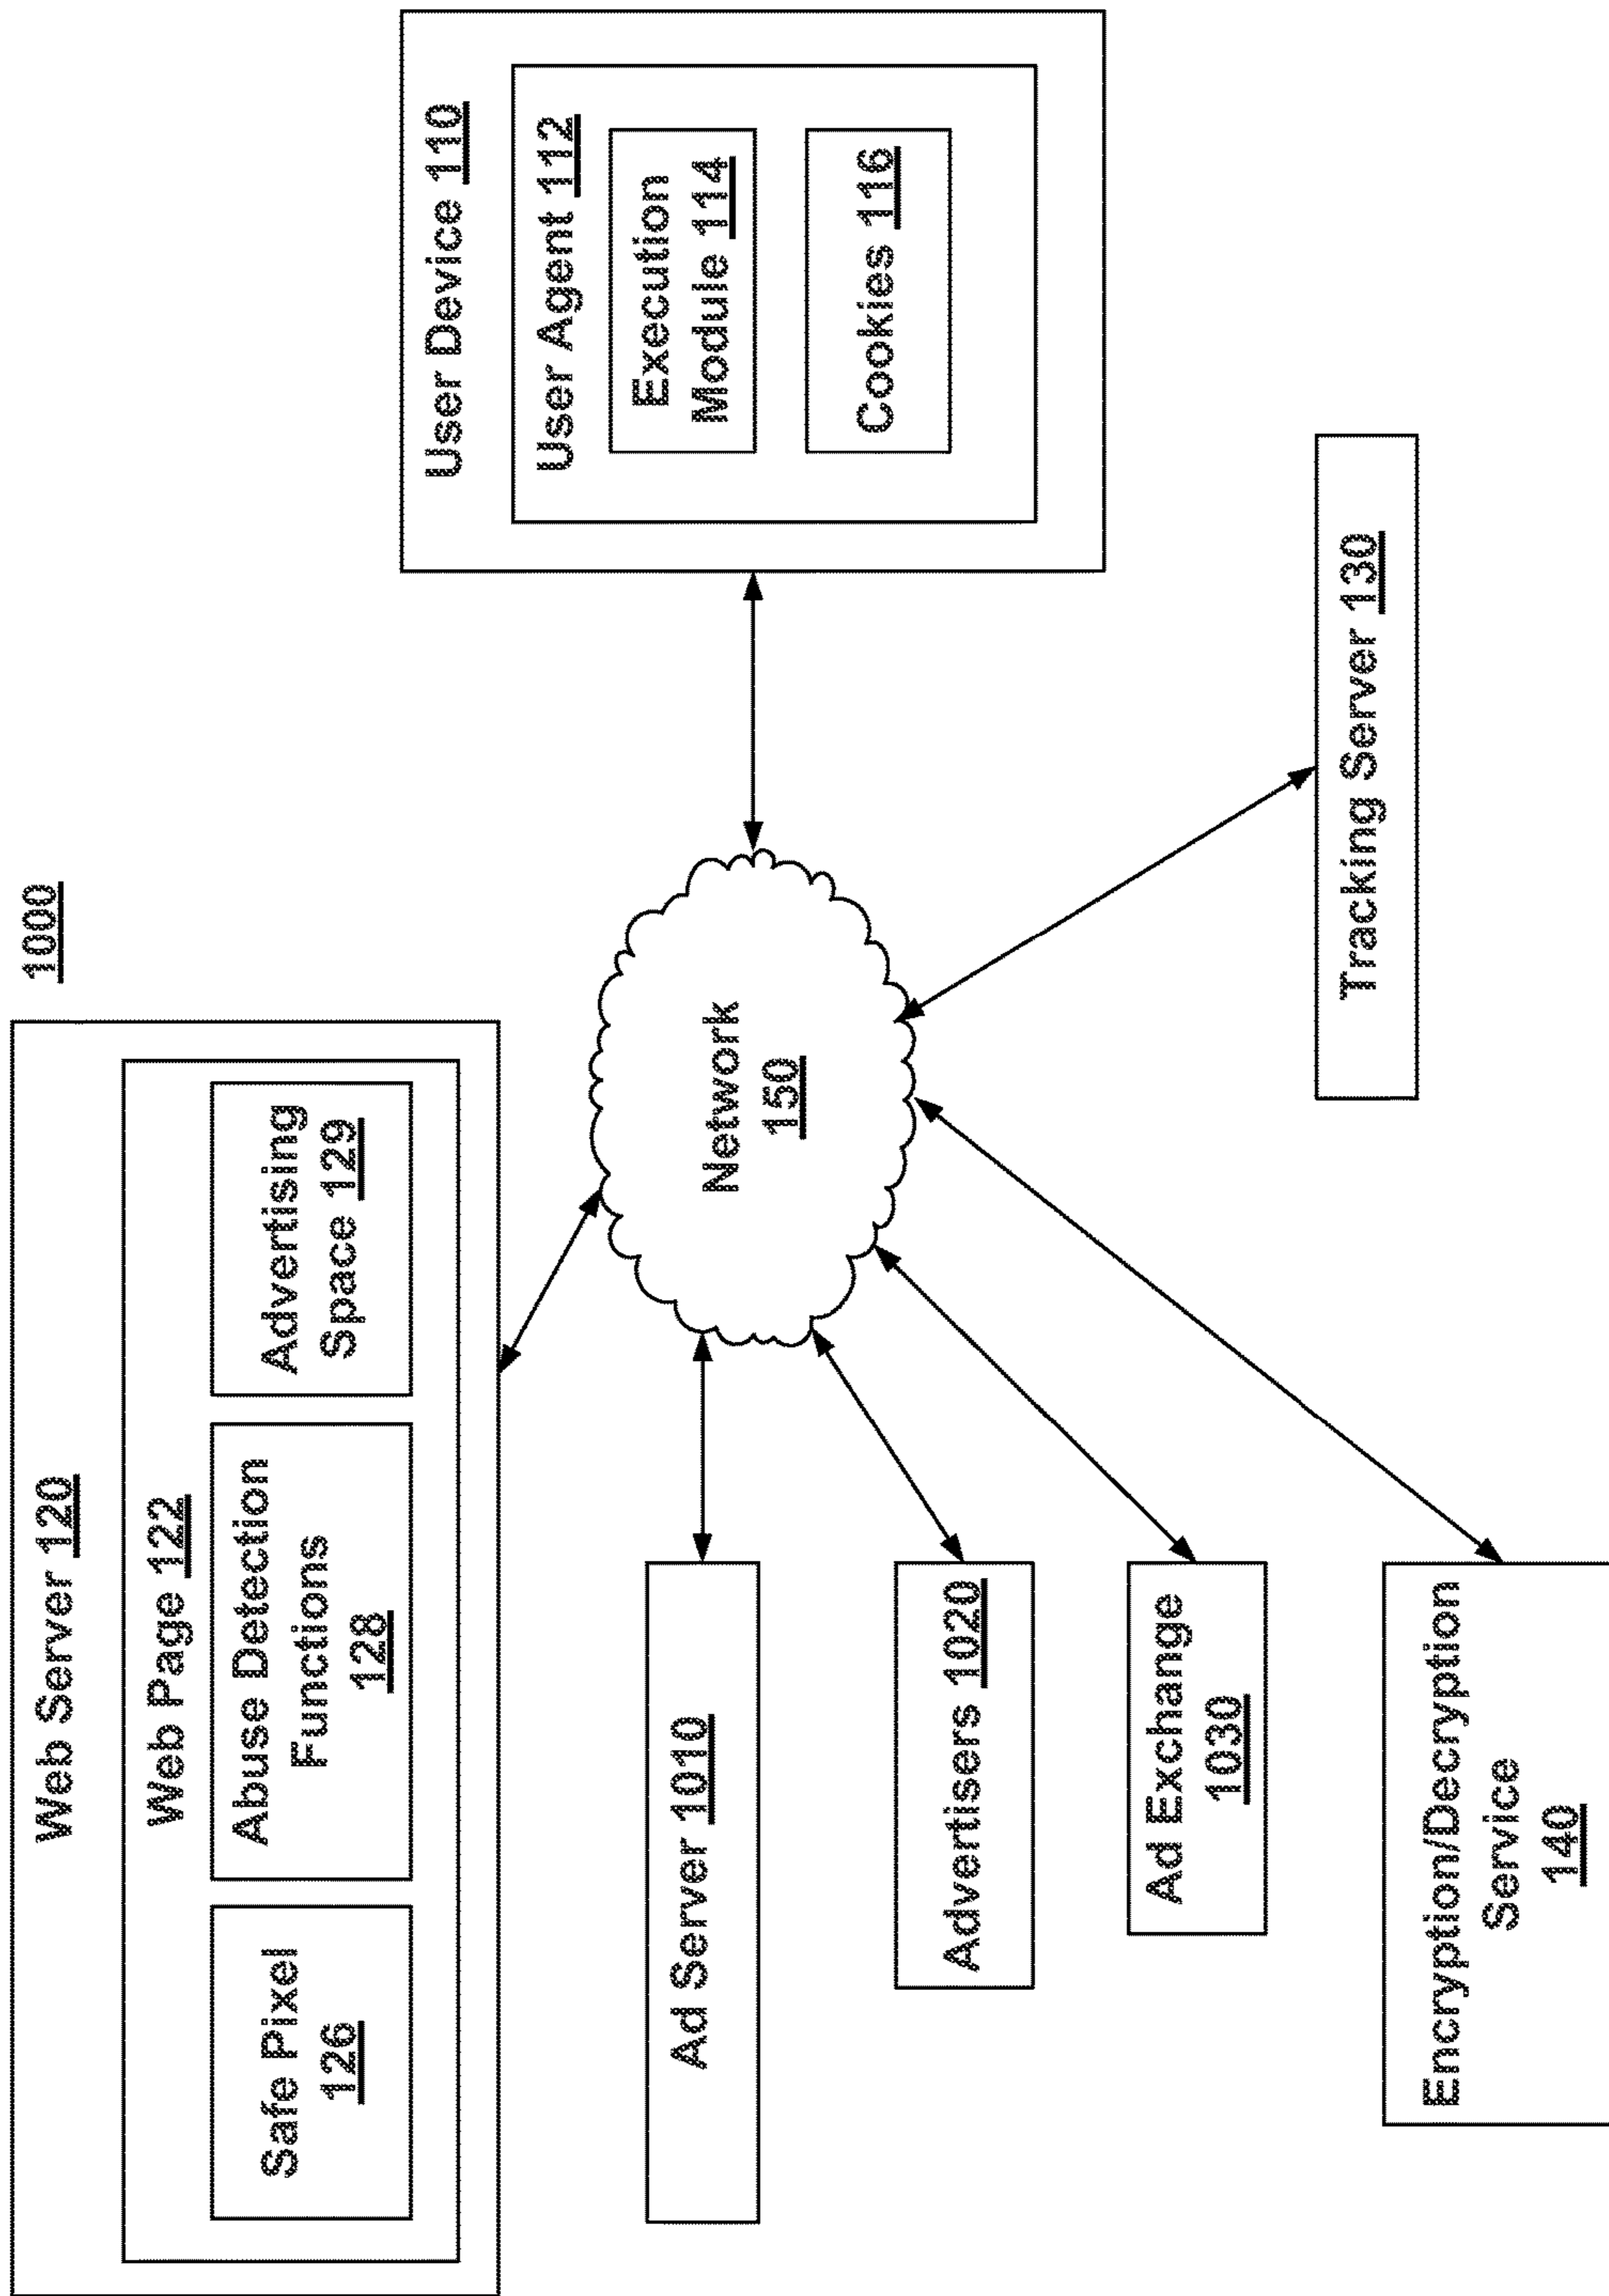 1000
Web Server 120
Web Page 122
Safe Pixel
126
Abuse Detection
Functions
128
Advertising
Space 129
User Device 110
User Agent 112
Execution
Module 114
Cookies 116
Network
150
Ad Server 1010
Advertisers 1020
Ad Exchange
1030
Encryption/Decryption
Service
140
Tracking Server 130